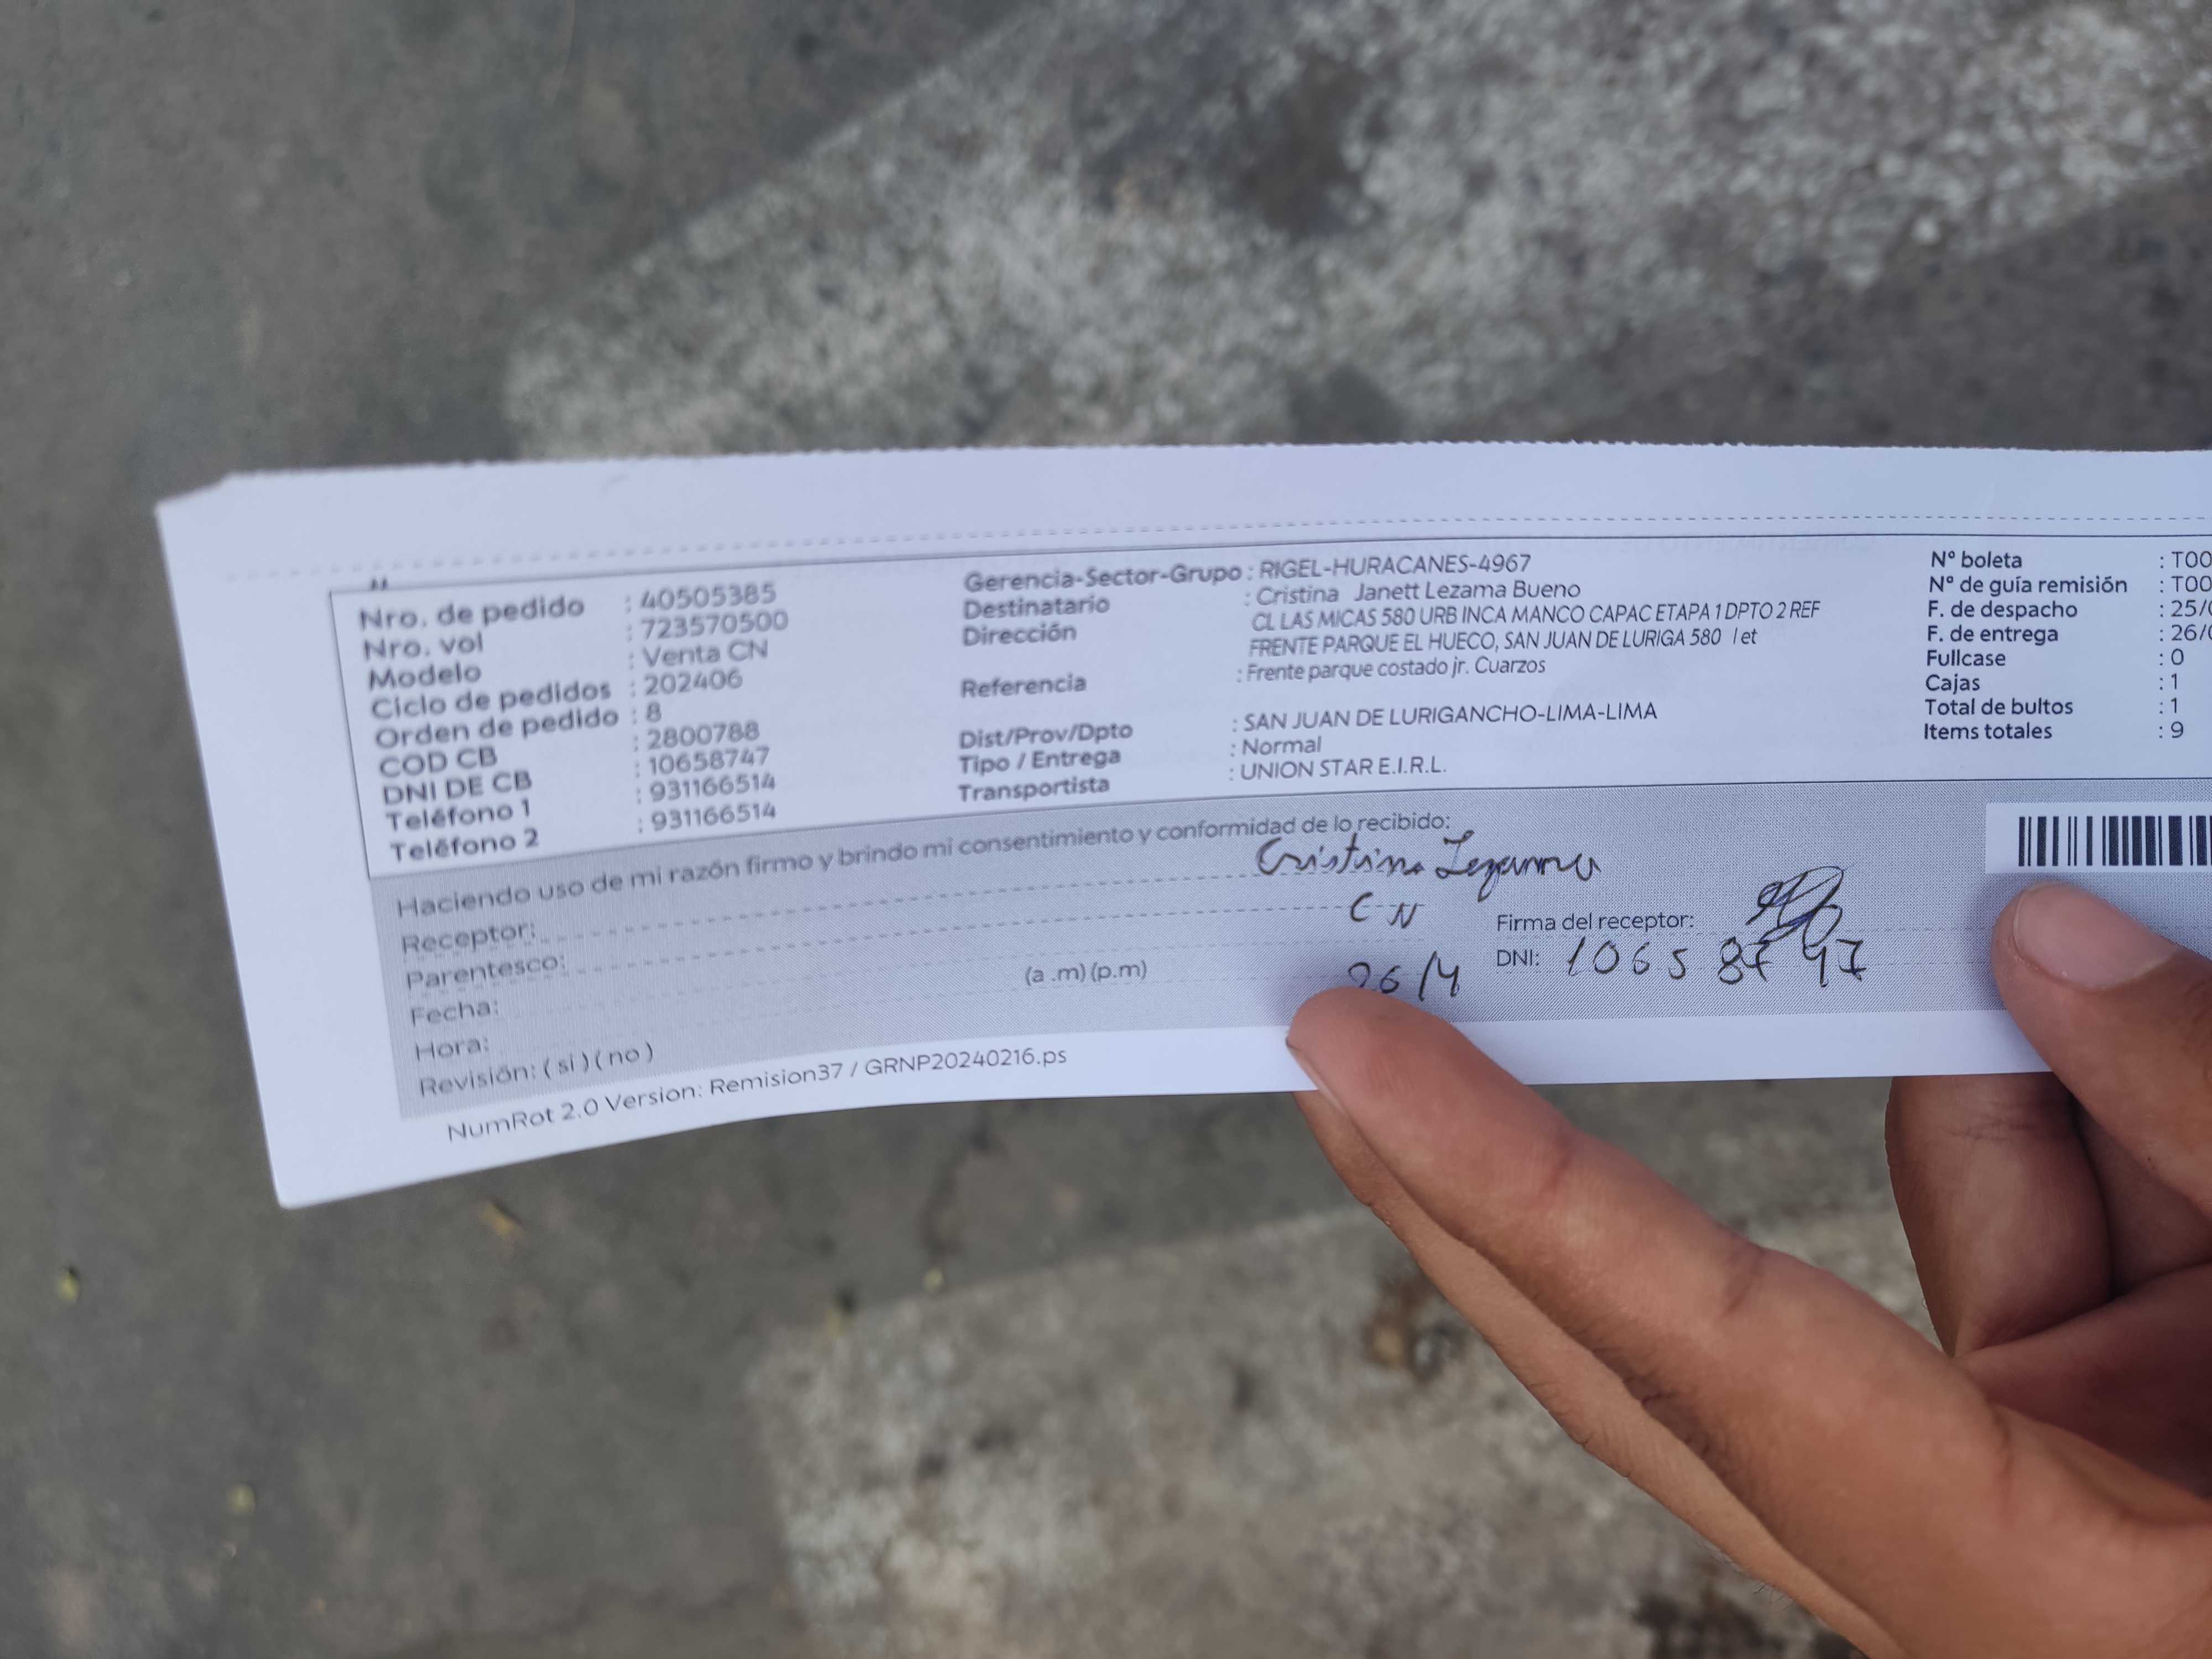 Nro. de pedido : 40505385
Nro. vol : 723570500
Modelo : Venta CN
Ciclo de pedidos : 202406
Orden de pedido : 8
COD CB : 2800788
DNI DE CB : 10658747
Teléfono 1 : 931166514
Teléfono 2 : 931166514
Gerencia-Sector-Grupo : RIGEL-HURACANES-4967
Destinatario : Cristina Janett Lezama Bueno
Dirección CL LAS MICAS 580 URB INCA MANCO CAPAC ETAPA 1 DPTO 2 REF
FRENTE PARQUE EL HUECO, SAN JUAN DE LURIGA 580 1 et
Referencia : Frente parque costado jr. Cuarzos
Dist/Prov/Dpto : SAN JUAN DE LURIGANCHO-LIMA-LIMA
Tipo / Entrega : Normal
Transportista : UNION STAR E.I.R.L.
Nº boleta : T00
Nº de guía remisión : T00
F. de despacho : 25/0
F. de entrega : 26/0
Fullcase : 0
Cajas : 1
Total de bultos : 1
Items totales : 9
Haciendo uso de mi razón firmo y brindo mi consentimiento y conformidad de lo recibido:
Receptor: Cristina Lezama
Parentesco: CN
Fecha: 26/4
Hora: (a .m) (p.m)
Revisión: ( si ) ( no )
Firma del receptor:
DNI: 10658747
NumRot 2.0 Version: Remision37 / GRNP20240216.ps